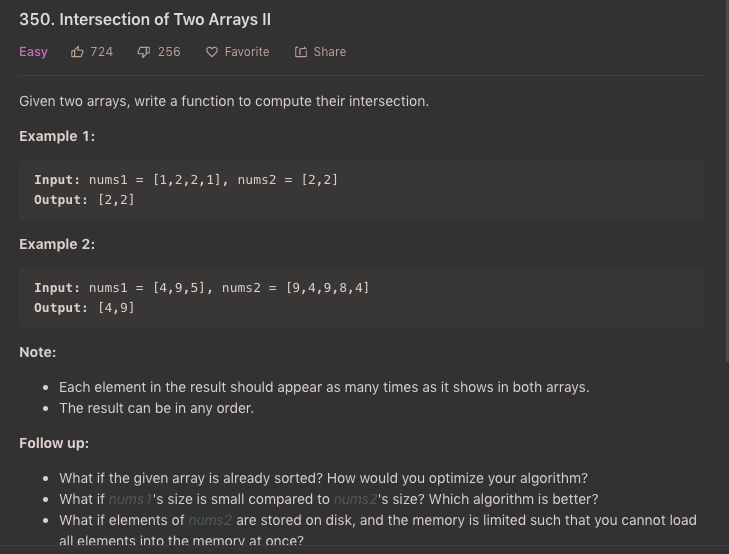 350. Intersection of Two Arrays II
Easy 724 256 Favorite Share
Given two arrays, write a function to compute their intersection.
Example 1:
Input: nums1 = [1,2,2,1], nums2 = [2,2]
Output: [2,2]
Example 2:
Input: nums1 = [4,9,5], nums2 = [9,4,9,8,4]
Output: [4,9]
Note:
• Each element in the result should appear as many times as it shows in both arrays.
• The result can be in any order.
Follow up:
• What if the given array is already sorted? How would you optimize your algorithm?
• What if nums1's size is small compared to nums2's size? Which algorithm is better?
• What if elements of nums2 are stored on disk, and the memory is limited such that you cannot load
all elements into the memory at once?